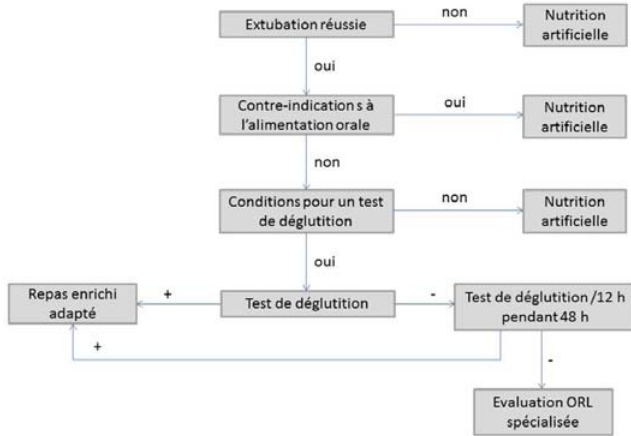 Extubation réussie
non
Nutrition
artificielle
oui
Contre-indication s à
l'alimentation orale
oui
Nutrition
artificielle
non
Conditions pour un test
de déglutition
non
Nutrition
artificielle
oui
Repas enrichi
adapté
+
Test de déglutition
-
Test de déglutition /12 h
pendant 48 h
+
-
Evaluation ORL
spécialisée